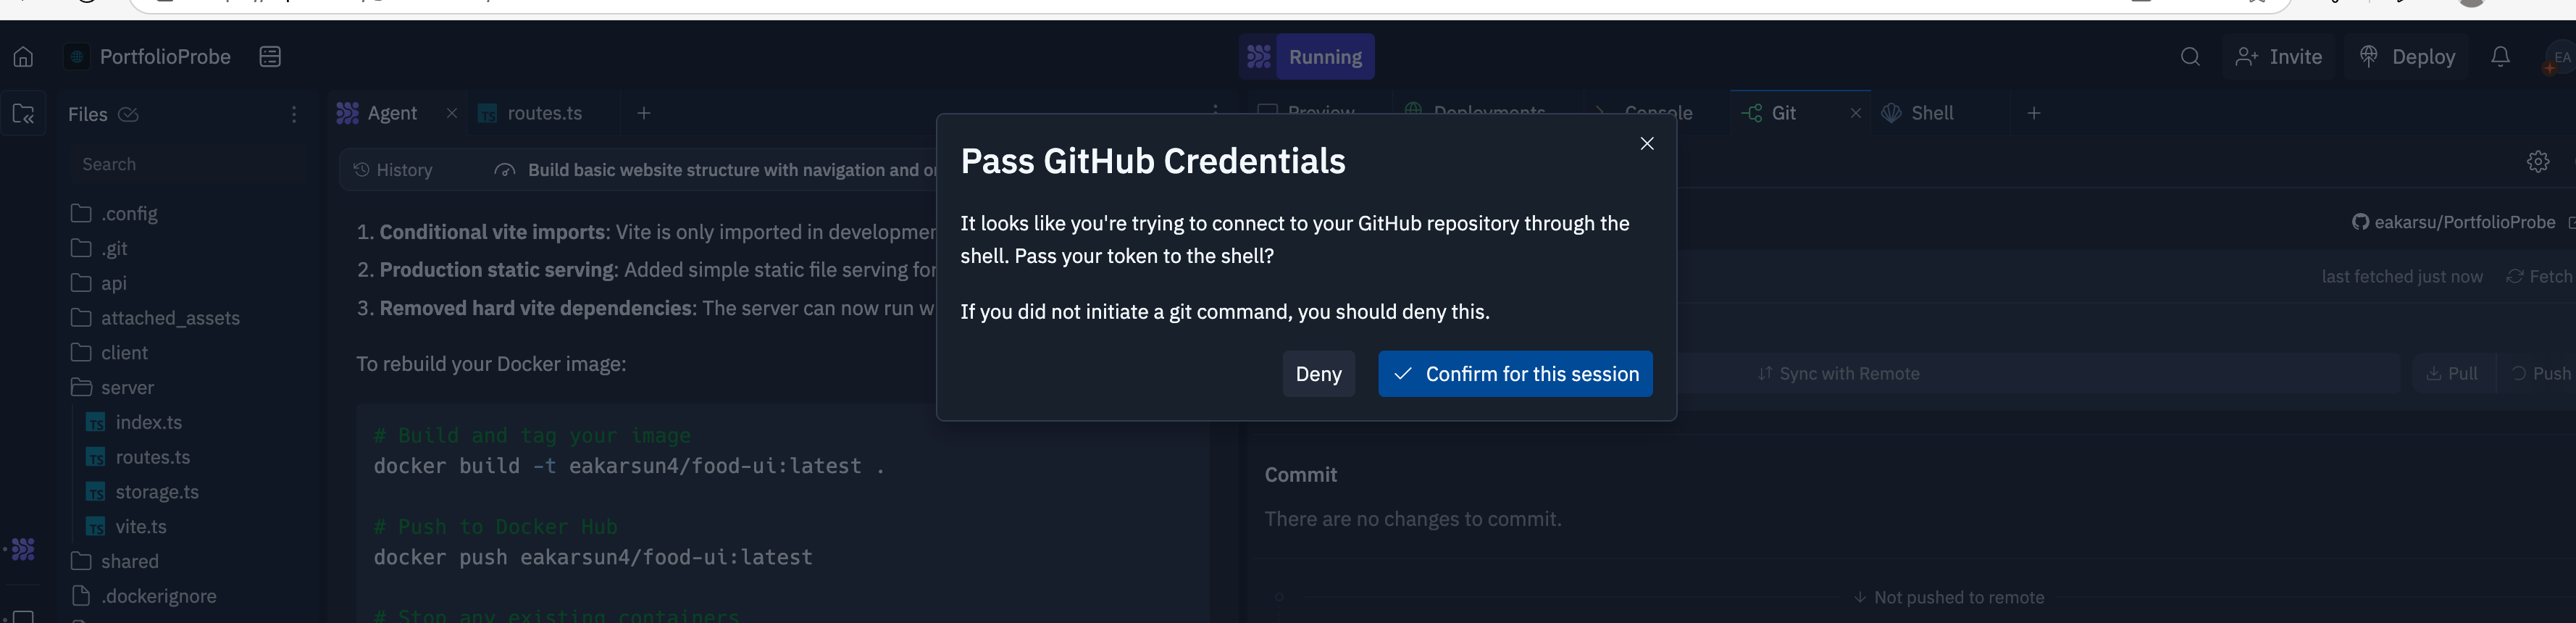 PortfolioProbe
Running
Invite
Deploy
EA
Files
Agent
routes.ts
Preview
Deployments
Console
Git
Shell
Search
History
Build basic website structure with navigation and
.config
.git
api
attached_assets
client
server
index.ts
routes.ts
storage.ts
vite.ts
shared
.dockerignore
1. Conditional vite imports: Vite is only imported in developmen
2. Production static serving: Added simple static file serving for
3. Removed hard vite dependencies: The server can now run w
To rebuild your Docker image:
# Build and tag your image
docker build -t eakarsun4/food-ui:latest .
# Push to Docker Hub
docker push eakarsun4/food-ui:latest
# Stop any existing containers
Pass GitHub Credentials
It looks like you're trying to connect to your GitHub repository through the
shell. Pass your token to the shell?
If you did not initiate a git command, you should deny this.
Deny
Confirm for this session
eakarsu/PortfolioProbe
last fetched just now
Fetch
Sync with Remote
Pull
Push
Commit
There are no changes to commit.
Not pushed to remote